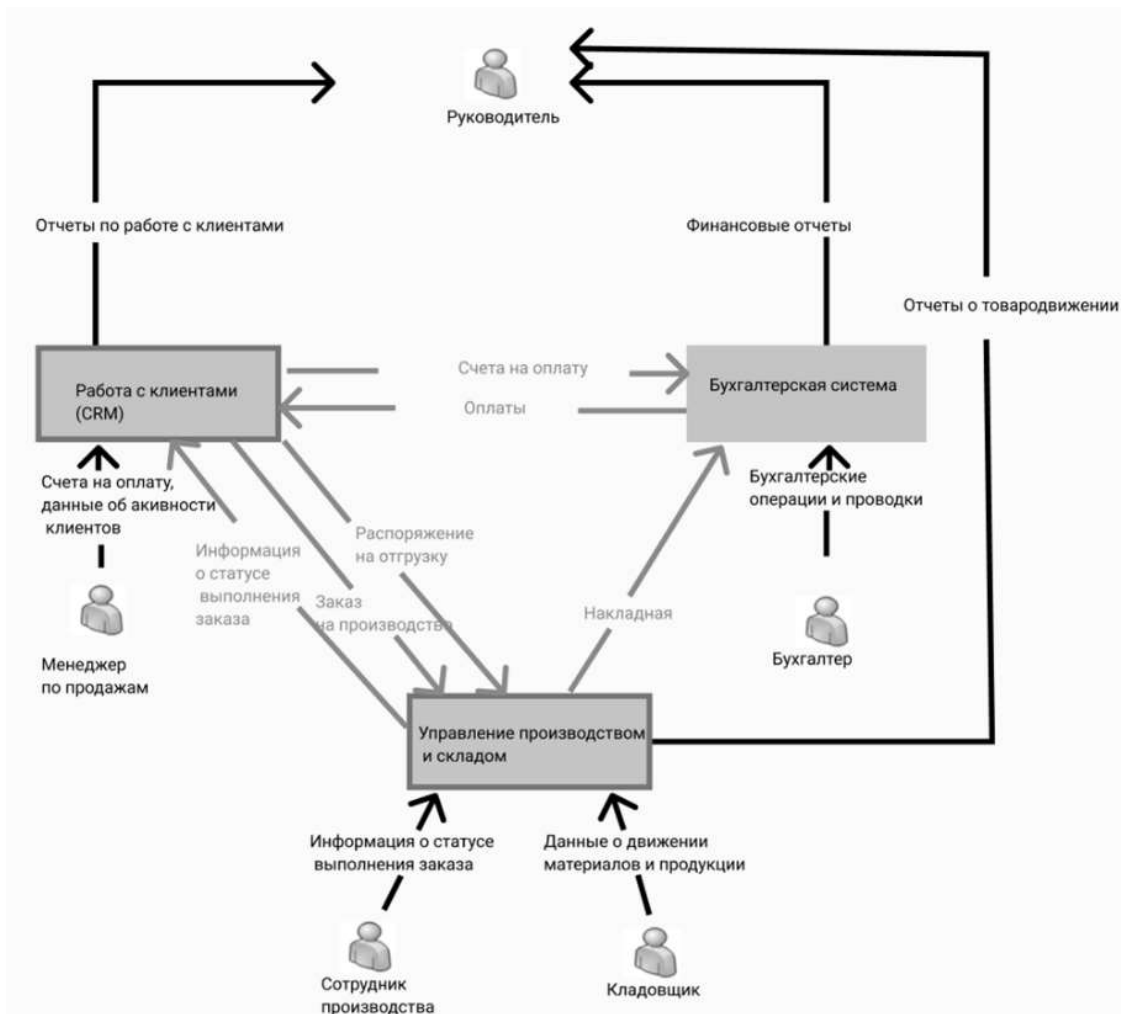 Руководитель
Отчеты по работе с клиентами
Финансовые отчеты
Отчеты о товародвижении
Работа с клиентами
(CRM)
Счета на оплату
Оплаты
Бухгалтерская система
Счета на оплату,
данные об акивности
клиентов
Бухгалтерские
операции и проводки
Информация
о статусе
выполнения
заказа
Распоряжение
на отгрузку
Заказ
на производство
Накладная
Менеджер
по продажам
Бухгалтер
Управление производством
и складом
Информация о статусе
выполнения заказа
Данные о движении
материалов и продукции
Сотрудник
производства
Кладовщик